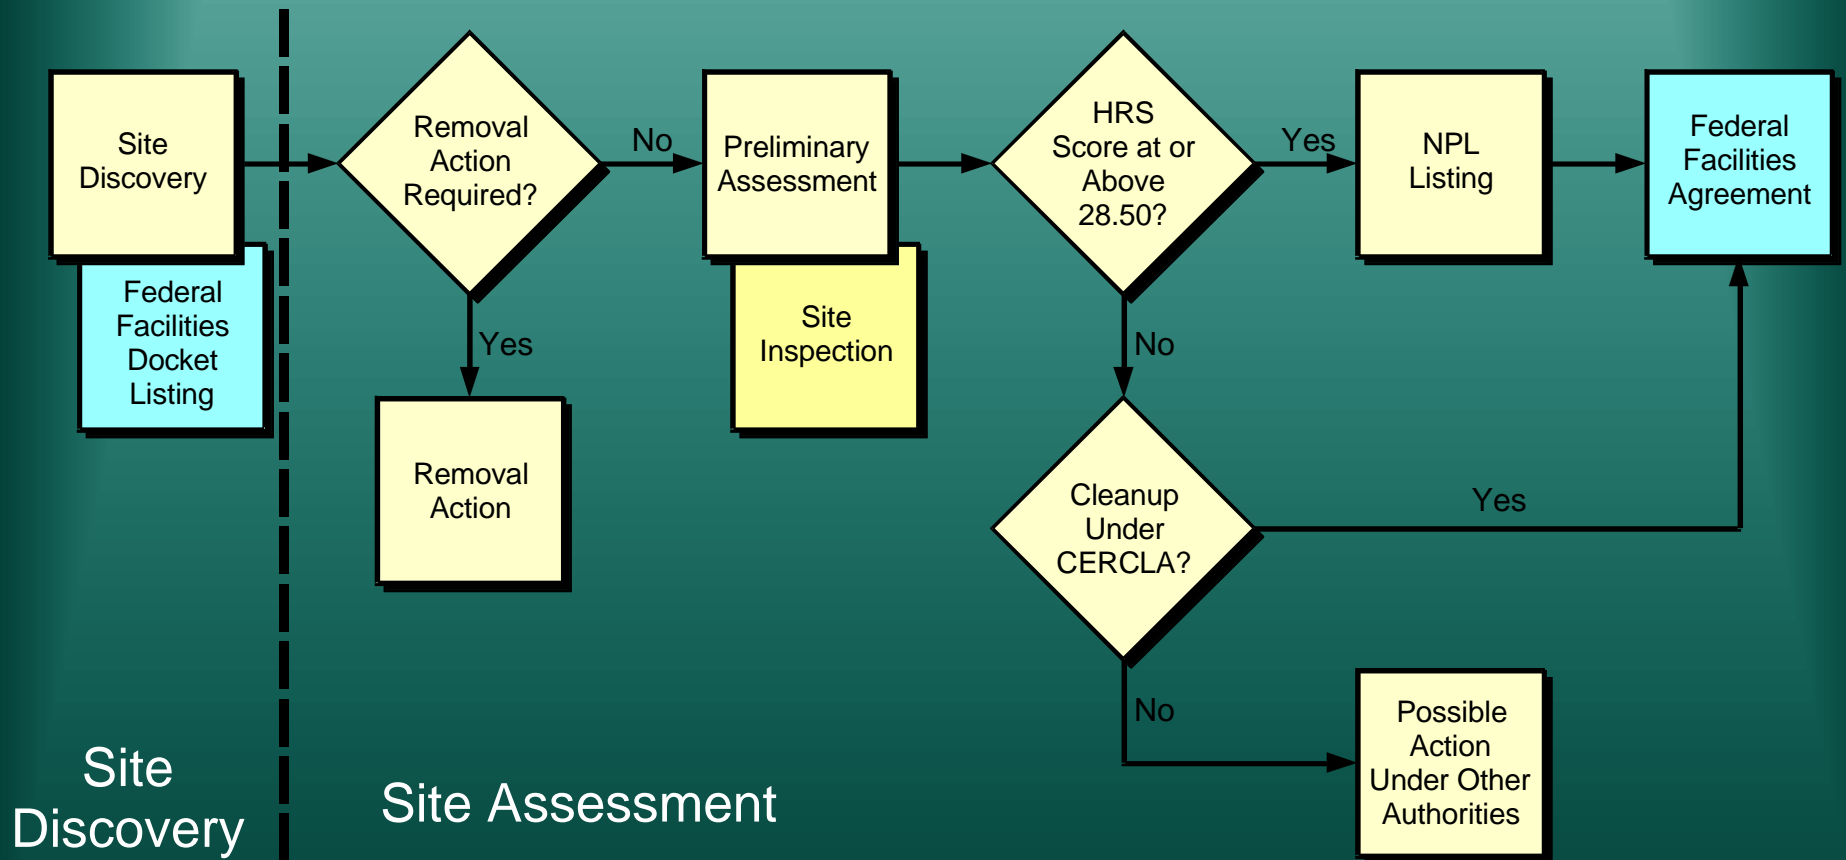 Site
Discovery
Federal
Facilities
Docket
Listing
Removal
Action
Required?
No
Yes
Removal
Action
Preliminary
Assessment
Site
Inspection
HRS
Score at or
Above
28.50?
Yes
No
NPL
Listing
Federal
Facilities
Agreement
Cleanup
Under
CERCLA?
Yes
No
Possible
Action
Under Other
Authorities
Site
Discovery
Site Assessment